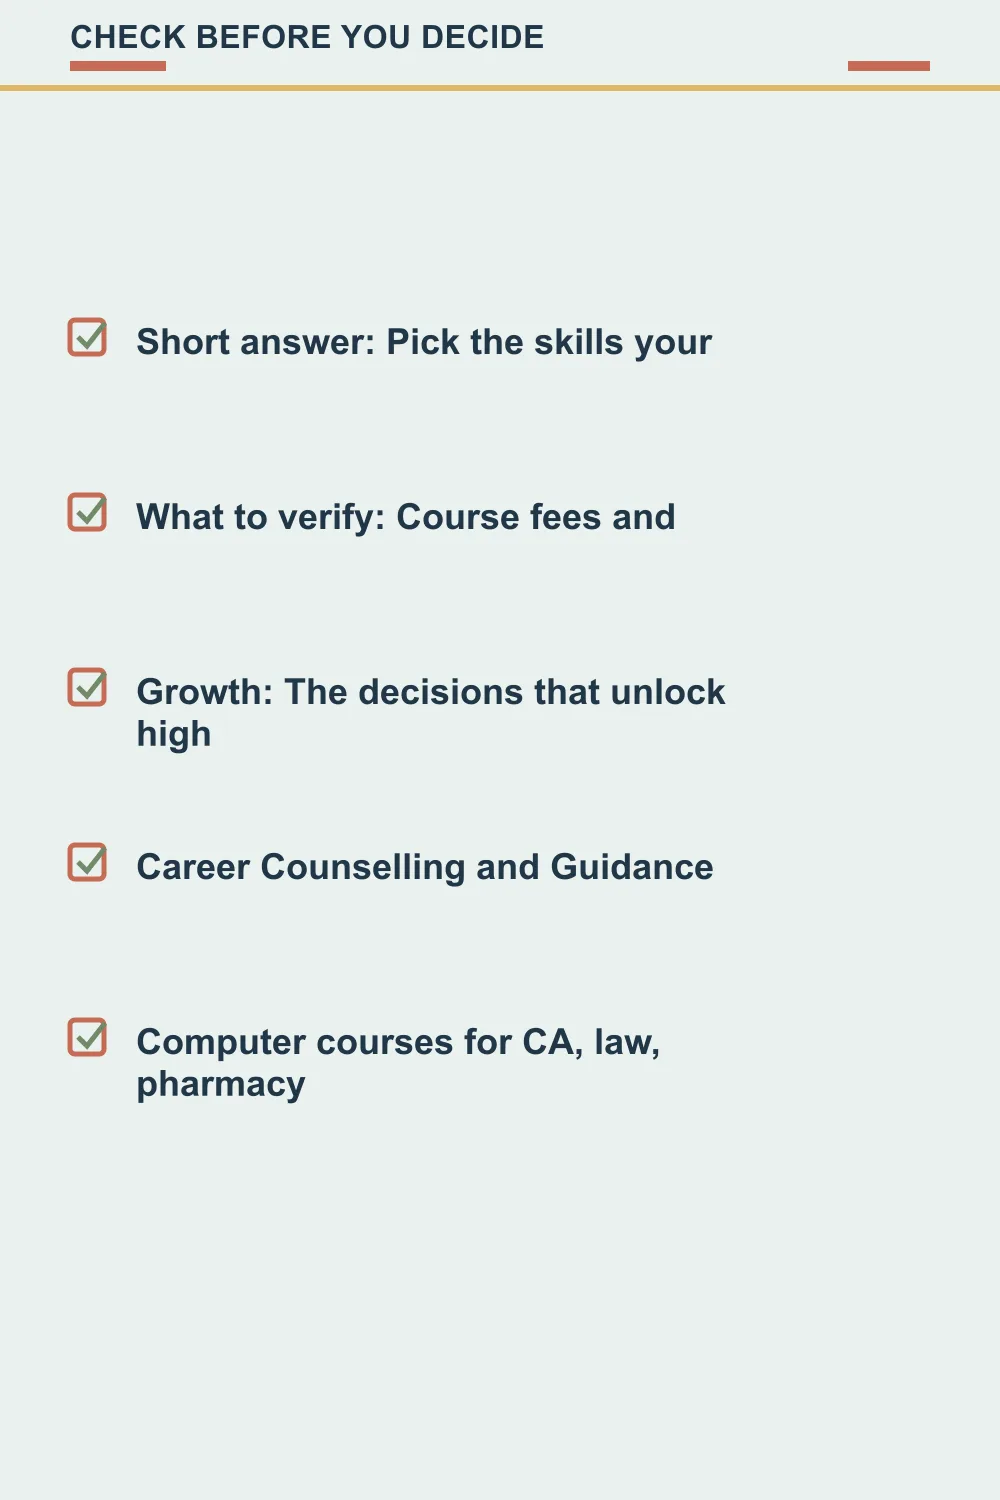 CHECK BEFORE YOU DECIDE
Short answer: Pick the skills your
What to verify: Course fees and
Growth: The decisions that unlock
high
Career Counselling and Guidance
Computer courses for CA, law,
pharmacy